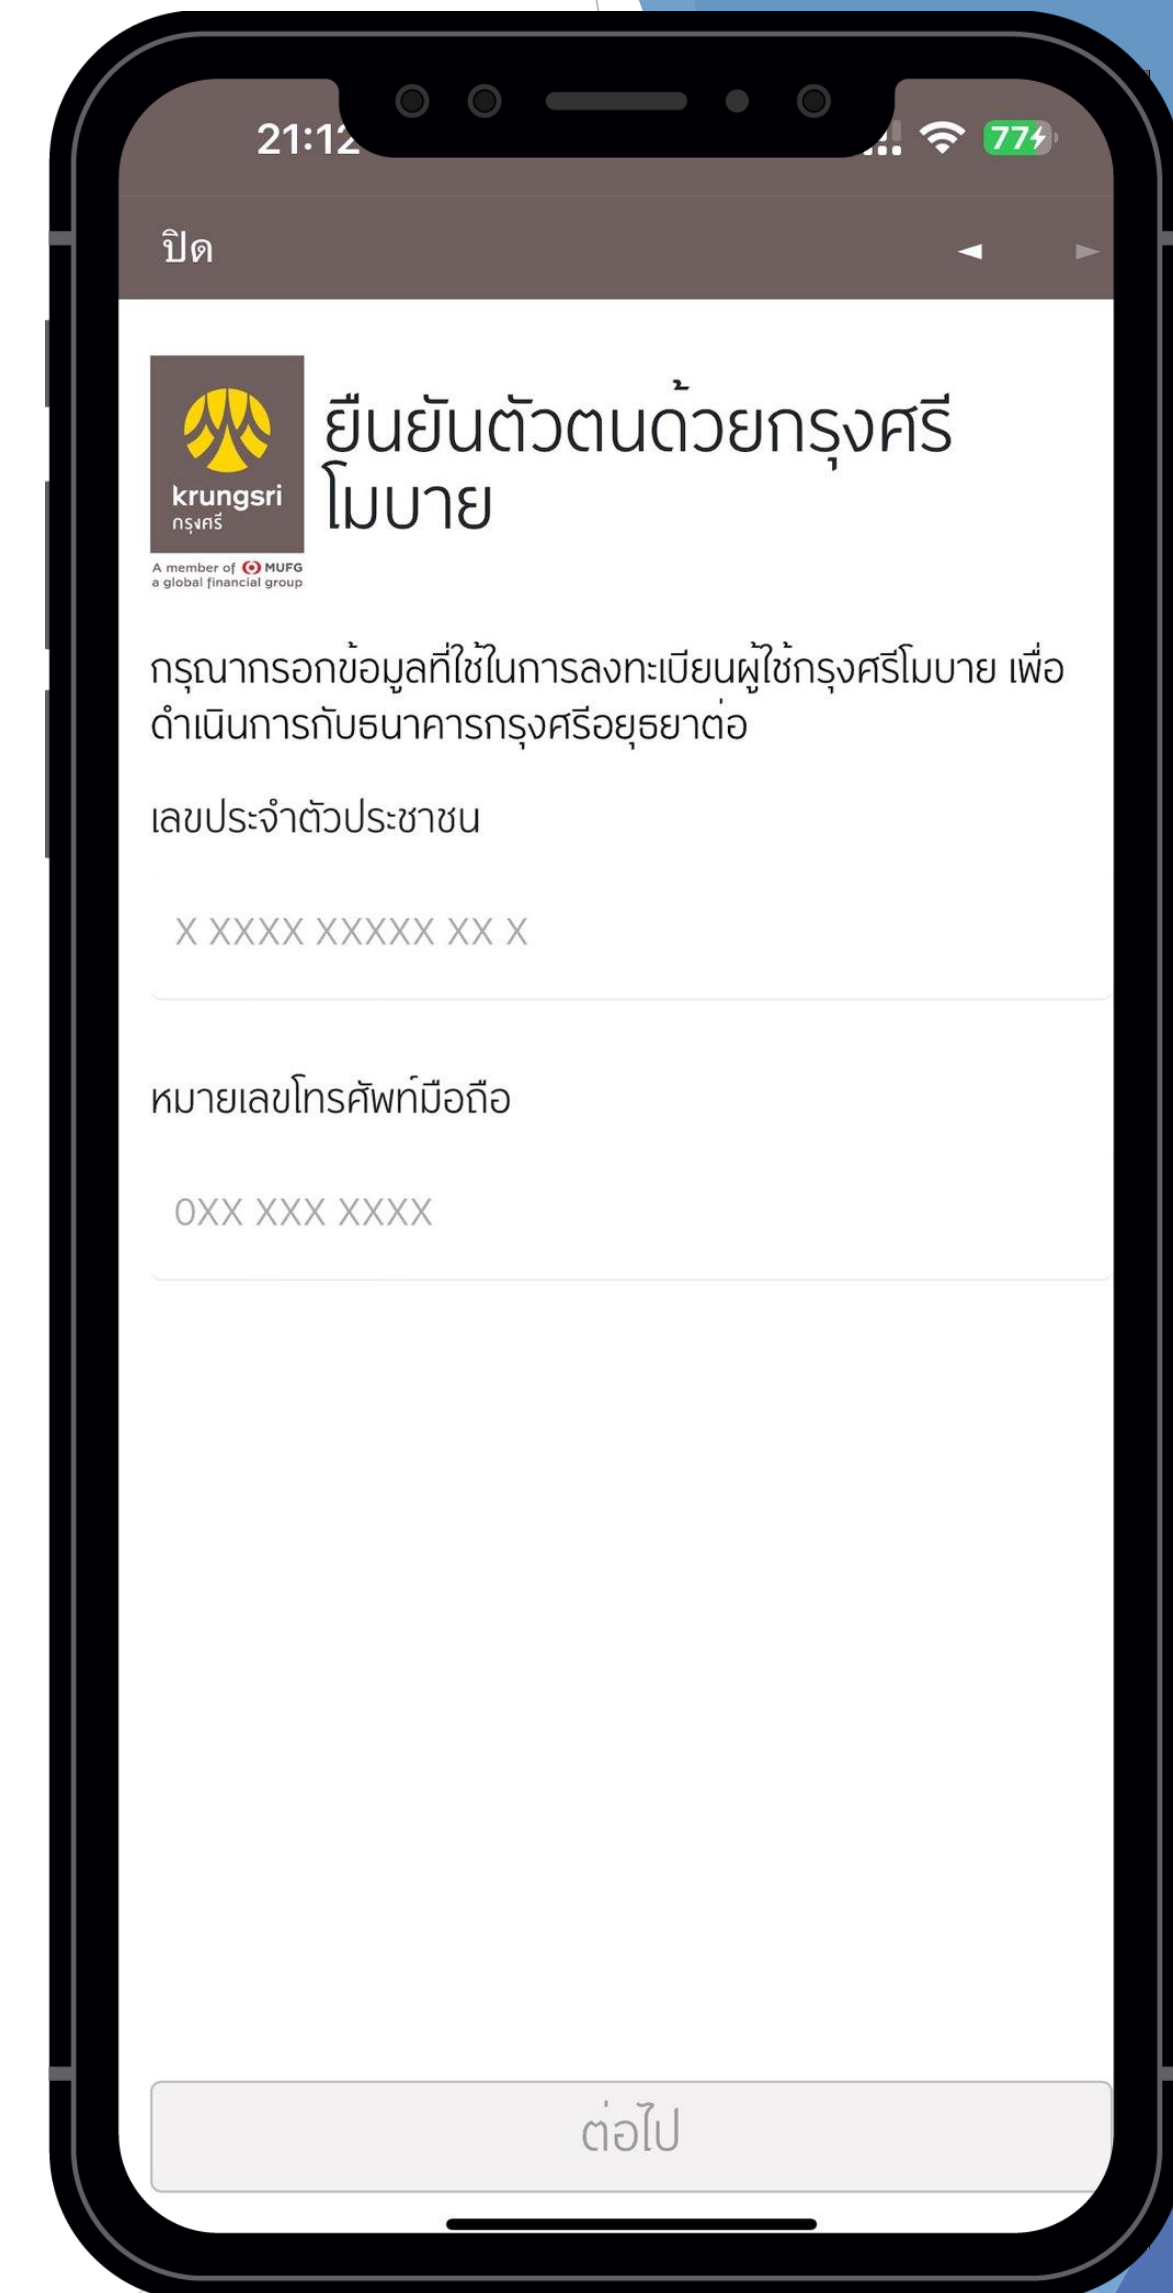 21:12
77
ปิด
krungsri
กรุงศรี
A member of MUFG
a global financial group
ยืนยันตัวตนด้วยกรุงศรี
โมบาย
กรุณากรอกข้อมูลที่ใช้ในการลงทะเบียนผู้ใช้กรุงศรีโมบาย เพื่อ
ดำเนินการกับธนาคารกรุงศรีอยุธยาต่อ
เลขประจำตัวประชาชน
X XXXX XXXXX XX X
หมายเลขโทรศัพท์มือถือ
0XX XXX XXXX
ต่อไป